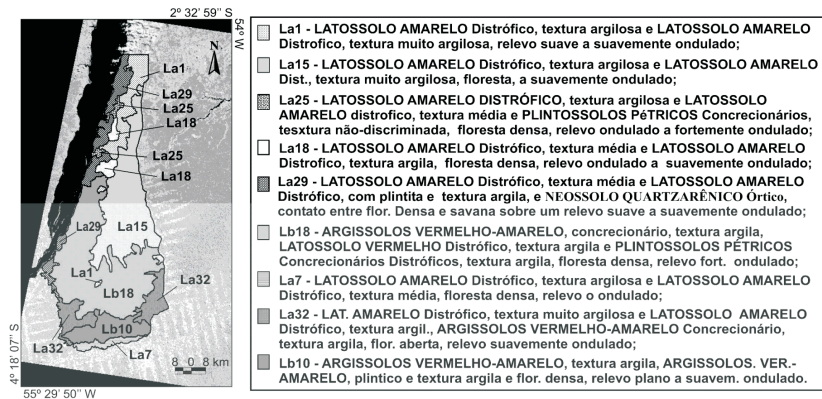 2º 32' 59'' S
54º W
N
La1
La29
La25
La18
La25
La18
La29
La15
La1
La32
Lb18
Lb10
La32
La7
8 0 8 km
4º 18' 07'' S
55º 29' 50'' W
La1 - LATOSSOLO AMARELO Distrófico, textura argilosa e LATOSSOLO AMARELO
Distrofico, textura muito argilosa, relevo suave a suavemente ondulado;
La15 - LATOSSOLO AMARELO Distrófico, textura argilosa e LATOSSOLO AMARELO
Dist., textura muito argilosa, floresta, a suavemente ondulado;
La25 - LATOSSOLO AMARELO DISTRÓFICO, textura argilosa e LATOSSOLO
AMARELO distrofico, textura média e PLINTOSSOLOS PéTRICOS Concrecionários,
tesxtura não-discriminada, floresta densa, relevo ondulado a fortemente ondulado;
La18 - LATOSSOLO AMARELO Distrófico, textura média e LATOSSOLO AMARELO
Distrofico, textura argila, floresta densa, relevo ondulado a suavemente ondulado;
La29 - LATOSSOLO AMARELO Distrófico, textura média e LATOSSOLO AMARELO
Distrófico, com plintita e textura argila, e NEOSSOLO QUARTZARÊNICO Órtico,
contato entre flor. Densa e savana sobre um relevo suave a suavemente ondulado;
Lb18 - ARGISSOLOS VERMELHO-AMARELO, concrecionário, textura argila,
LATOSSOLO VERMELHO Distrófico, textura argila e PLINTOSSOLOS PÉTRICOS
Concrecionários Distróficos, textura argila, floresta densa, relevo fort. ondulado;
La7 - LATOSSOLO AMARELO Distrófico, textura argilosa e LATOSSOLO AMARELO
Distrófico, textura média, floresta densa, relevo o ondulado;
La32 - LAT. AMARELO Distrófico, textura muito argilosa e LATOSSOLO AMARELO
Distrófico, textura argil., ARGISSOLOS VERMELHO-AMARELO Concrecionário,
textura argila, flor. aberta, relevo suavemente ondulado;
Lb10 - ARGISSOLOS VERMELHO-AMARELO, textura argila, ARGISSOLOS. VER.-
AMARELO, plintico e textura argila e flor. densa, relevo plano a suavem. ondulado.